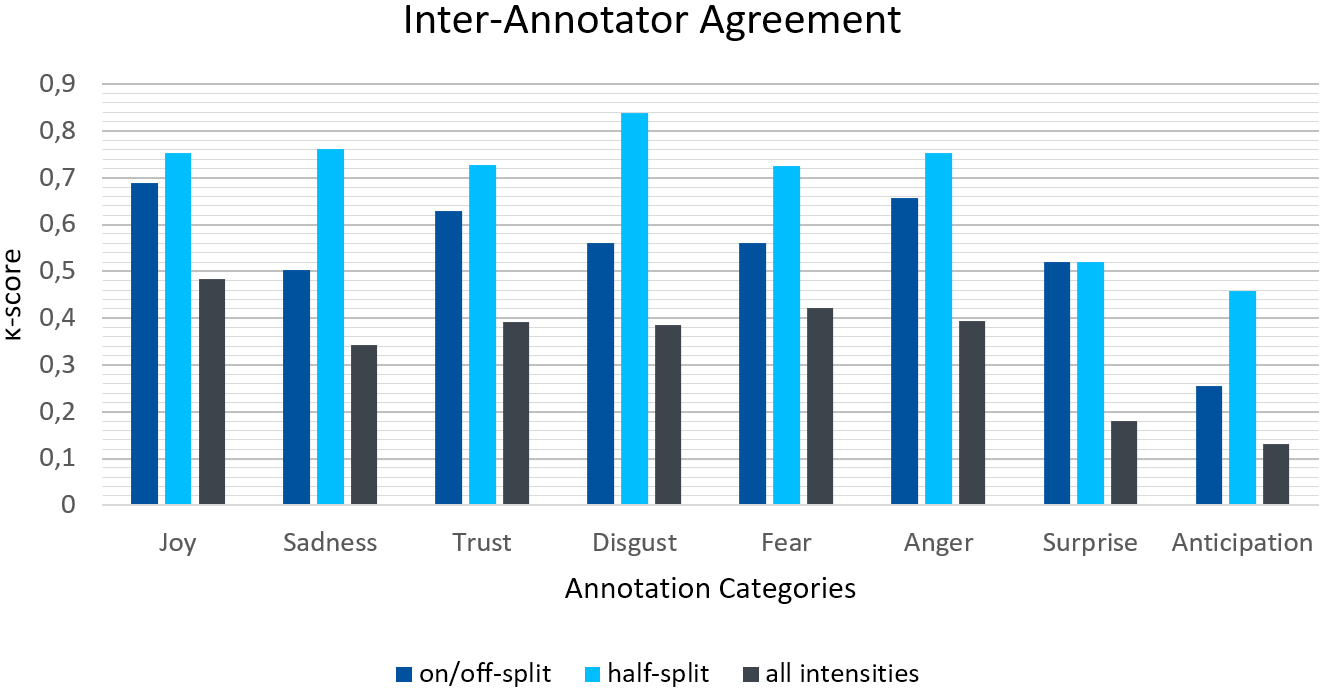 Inter-Annotator Agreement
0,9
0,8
0,7
0,6
0,5
0,4
0,3
0,2
0,1
0
κ-score
Joy Sadness Trust Disgust Fear Anger Surprise Anticipation
Annotation Categories
on/off-split half-split all intensities